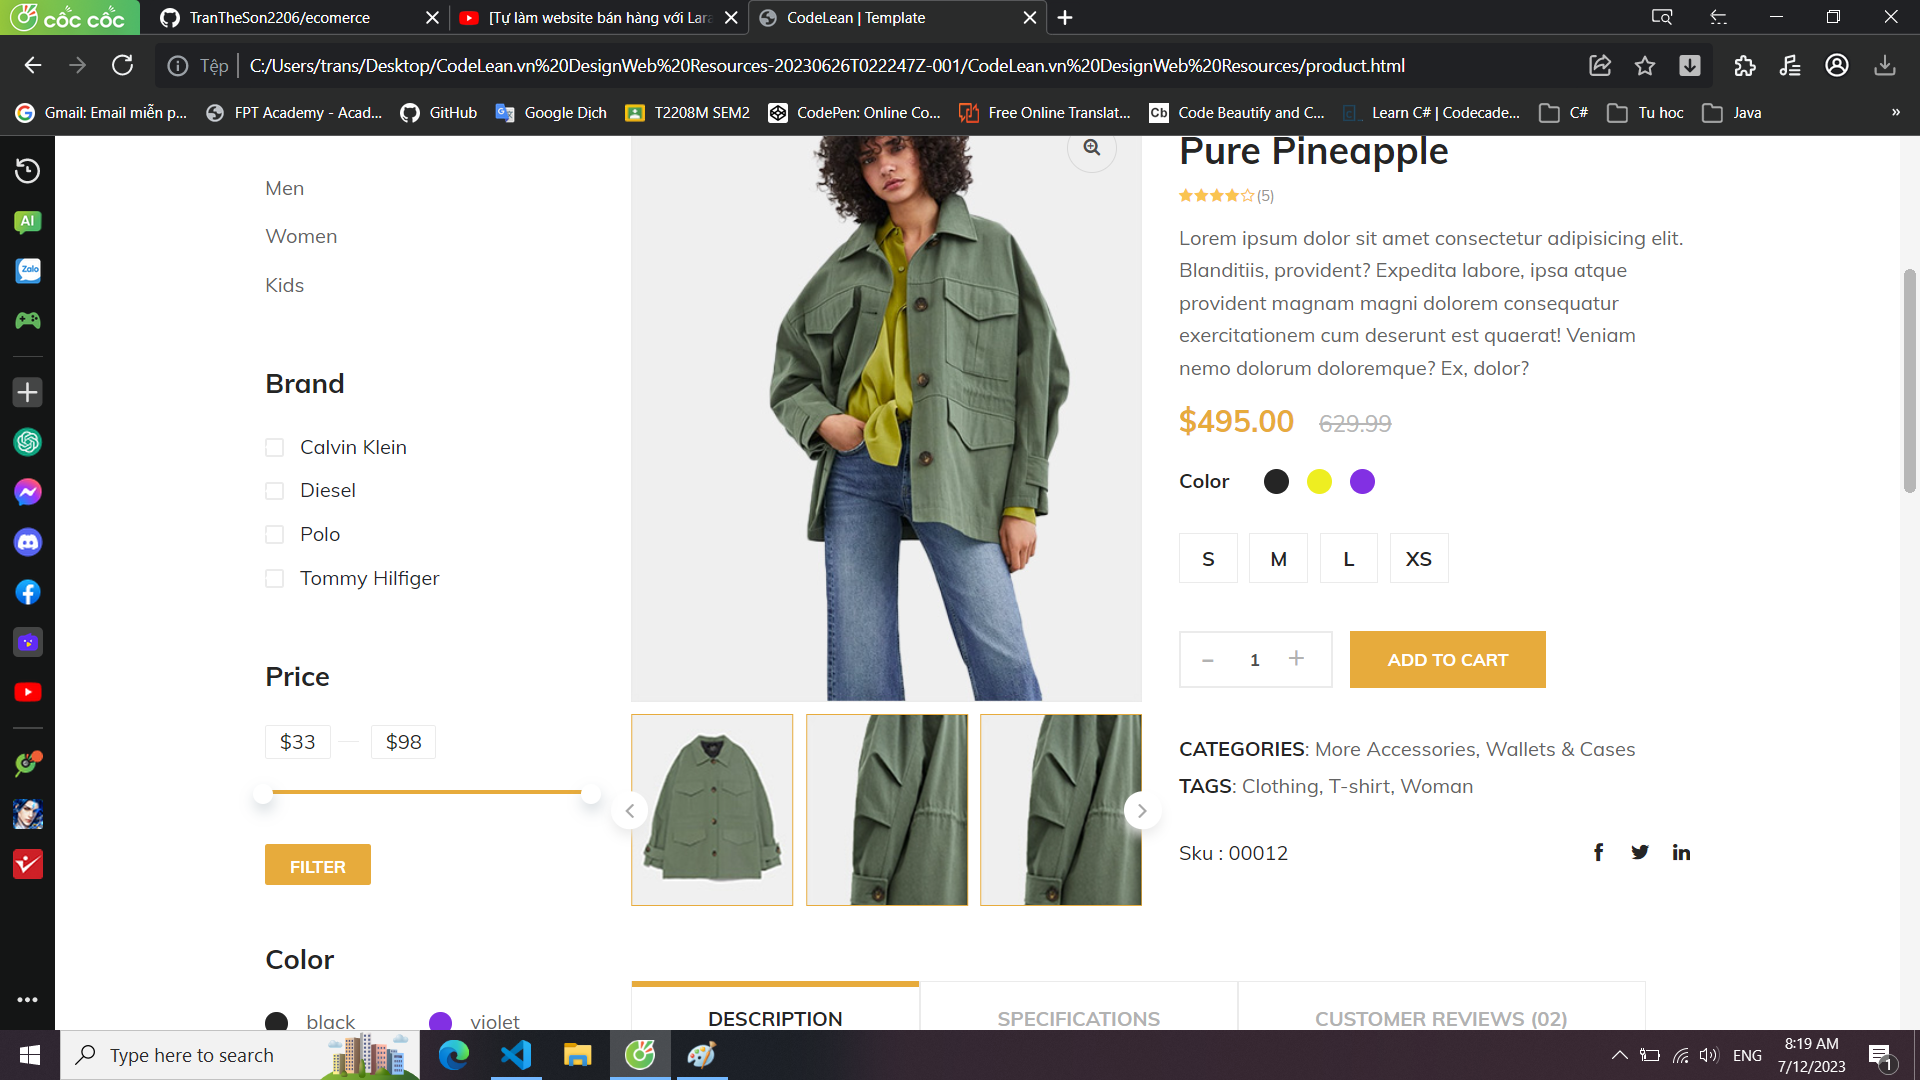 cốc cốc
TranTheSon2206/ecomerce
[Tự làm website bán hàng với Lara
CodeLean | Template
Tệp
C:/Users/trans/Desktop/CodeLean.vn%20DesignWeb%20Resources-20230626T022247Z-001/CodeLean.vn%20DesignWeb%20Resources/product.html
Gmail: Email miễn p...
FPT Academy - Acad...
GitHub
Google Dịch
T2208M SEM2
CodePen: Online Co...
Free Online Translat...
Cb
Code Beautify and C...
Learn C# | Codecade...
C#
Tu hoc
Java
»
AI
Zalo
Men
Women
Kids
Brand
Calvin Klein
Diesel
Polo
Tommy Hilfiger
Price
$33
$98
FILTER
Color
black
violet
Pure Pineapple
(5)
Lorem ipsum dolor sit amet consectetur adipisicing elit.
Blanditiis, provident? Expedita labore, ipsa atque
provident magnam magni dolorem consequatur
exercitationem cum deserunt est quaerat! Veniam
nemo dolorum doloremque? Ex, dolor?
$495.00 629.99
Color
S M L XS
- 1 +
ADD TO CART
CATEGORIES: More Accessories, Wallets & Cases
TAGS: Clothing, T-shirt, Woman
Sku : 00012
DESCRIPTION
SPECIFICATIONS
CUSTOMER REVIEWS (02)
Type here to search
ENG
8:19 AM
7/12/2023
1